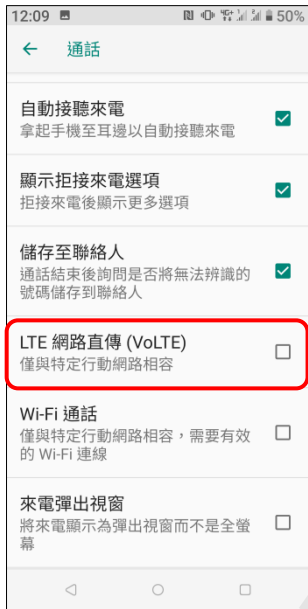 12:09 4G+ 50%
通話
自動接聽來電
拿起手機至耳邊以自動接聽來電
顯示拒接來電選項
拒接來電後顯示更多選項
儲存至聯絡人
通話結束後詢問是否將無法辨識的
號碼儲存到聯絡人
LTE 網路直傳 (VoLTE)
僅與特定行動網路相容
Wi-Fi 通話
僅與特定行動網路相容，需要有效
的 Wi-Fi 連線
來電彈出視窗
將來電顯示為彈出視窗而不是全螢
幕